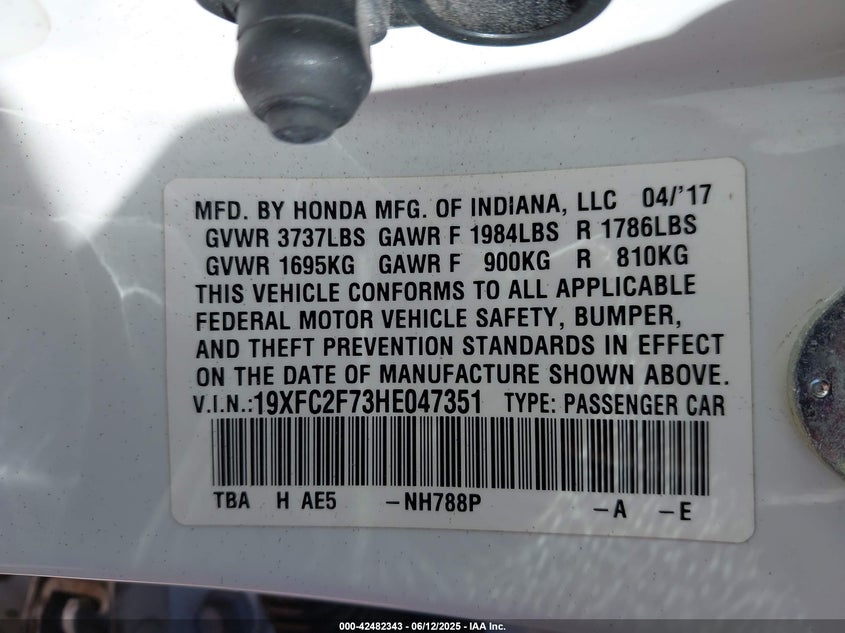 MFD. BY HONDA MFG. OF INDIANA, LLC 04/'17
GVWR 3737LBS GAWR F 1984LBS R 1786LBS
GVWR 1695KG GAWR F 900KG R 810KG
THIS VEHICLE CONFORMS TO ALL APPLICABLE
FEDERAL MOTOR VEHICLE SAFETY, BUMPER,
AND THEFT PREVENTION STANDARDS IN EFFECT
ON THE DATE OF MANUFACTURE SHOWN ABOVE.
V.I.N.:19XFC2F73HE047351 TYPE: PASSENGER CAR
TBA H AE5 –NH788P –A –E
000-42482343 - 06/12/2025 - IAA Inc.